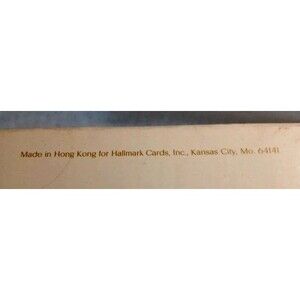 Made in Hong Kong for Hallmark Cards, Inc., Kansas City, Mo. 64141